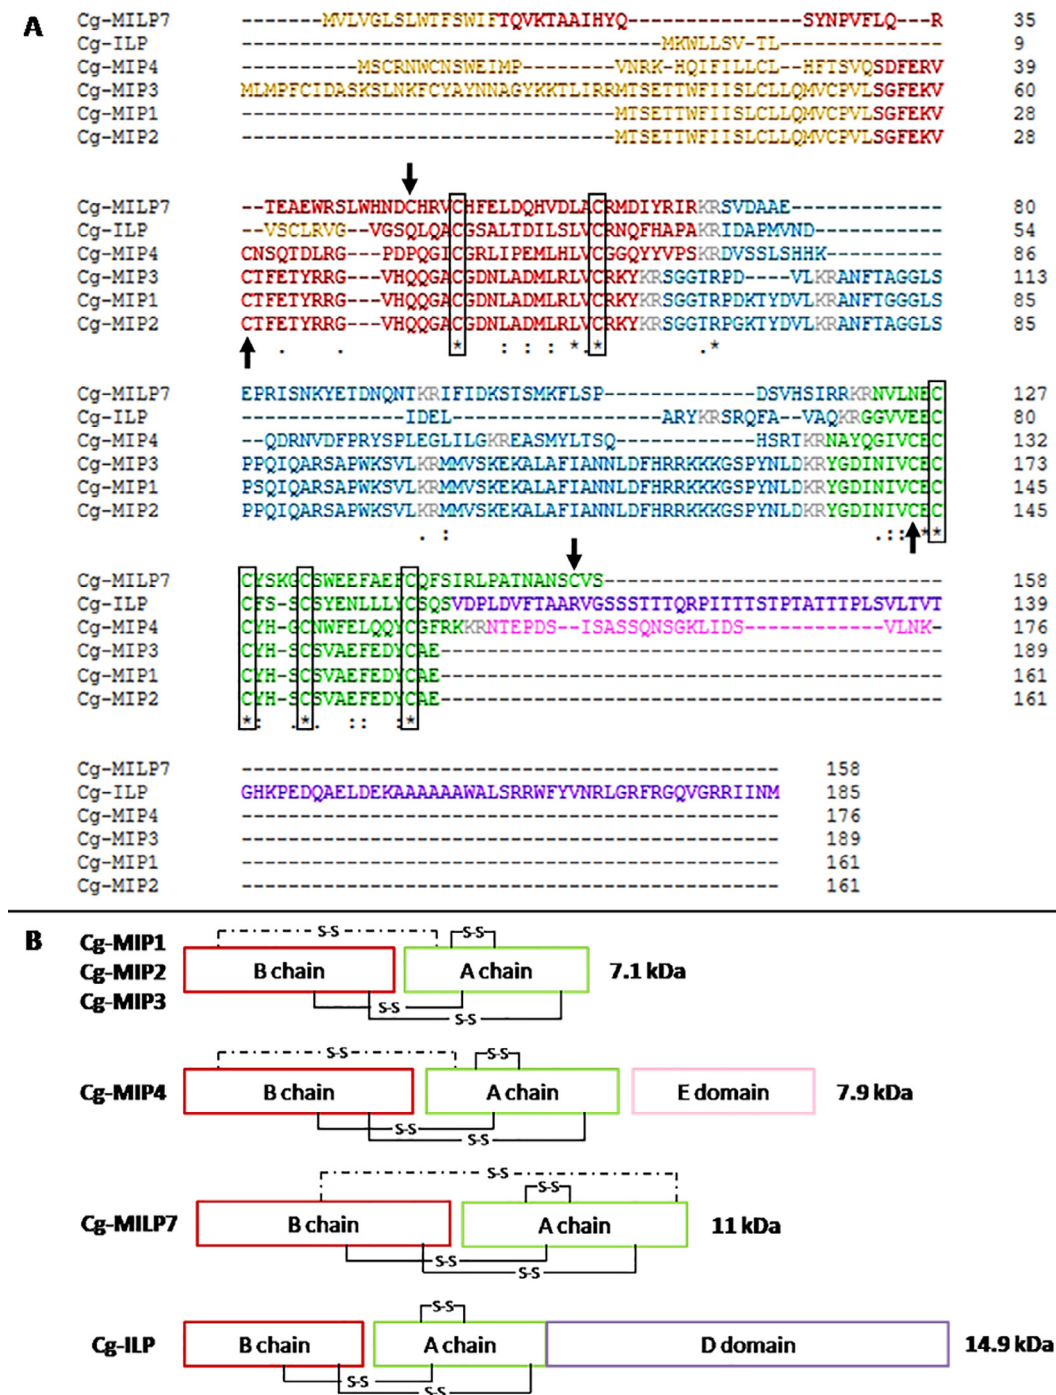 A
Cg-MILP7 --------MVLVGLSLWTFSWIFTQVKTAAIHYQ---------------SYNPVFLQ---R 35
Cg-ILP ------------------------------------MKWLLSV-TL-------------- 9
Cg-MIP4 ----------MSCRNWCNSWEIMP--------VNRK-HQIFILLCL--HFTSVQSDFERV 39
Cg-MIP3 MLMPFCIDASKSLNKFCYAYNNAGYKKTLIRRMTSETTWFIISLCLLQMVCPVLSGFEKV 60
Cg-MIP1 --------------------------------MTSETTWFIISLCLLQMVCPVLSGFEKV 28
Cg-MIP2 --------------------------------MTSETTWFIISLCLLQMVCPVLSGFEKV 28
Cg-MILP7 --TEAEWRSLWHNDCHRVCHFELDQHVDLACRMDIYRIRKRSVDAAE------------- 80
Cg-ILP --VSCLRVG--VGSQLQACGSALTDILSLVCRNQFHAPAKRIDAPMVND----------- 54
Cg-MIP4 CNSQTDLRG---PDPQGICGRLIPEMLHLVCGGQYYVPSKRDVSSLSHHK---------- 86
Cg-MIP3 CTFETYRRG---VHQQGACGDNLADMLRLVCRKYKRSGGTRPD----VLKRANFTAGGLS 113
Cg-MIP1 CTFETYRRG---VHQQGACGDNLADMLRLVCRKYKRSGGTRPDKTYDVLKRANFTGGGLS 85
Cg-MIP2 CTFETYRRG---VHQQGACGDNLADMLRLVCRKYKRSGGTRPGKTYDVLKRANFTAGGLS 85
. . . * : : : *.* .*
Cg-MILP7 EPRISNKYETDNQNTKRIFIDKSTSMKFLSP-------------DSVHSIRRKRNVLNEC 127
Cg-ILP --------------IDEL------------------ARYKRSRQFA--VAQKRGGVVEEC 80
Cg-MIP4 --QDRNVDFPRYSPLEGLILGKREASMYLTSQ------------HSRTKRNAYQGIVCEC 132
Cg-MIP3 PPQIQARSAPWKSVLKRMMVSKEKALAFIANNLDFHRRKKKGSPYNLDKRYGDINIVCEC 173
Cg-MIP1 PSQIQARSAPWKSVLKRMMVSKEKALAFIANNLDFHRRKKKGSPYNLDKRYGDINIVCEC 145
Cg-MIP2 PPQIQARSAPWKSVLKRMMVSKEKALAFIANNLDFHRRKKKGSPYNLDKRYGDINIVCEC 145
. : .:: **
Cg-MILP7 CYSKGCSWEEFAEFCQFSIRLPATNANSCVS----------------------------- 158
Cg-ILP CFS-SCSYENLLLYCSQSVDPLDVFTAARVGSSSTTTQRPITTTSTPTATTTPLSVLTVT 139
Cg-MIP4 CYH-GCNWFELQQYCGFRKKRNTEPDS--ISASSQNSGKLIDS------------VLNK- 176
Cg-MIP3 CYH-SCSVAEFEDYCAE------------------------------------------- 189
Cg-MIP1 CYH-SCSVAEFEDYCAE------------------------------------------- 161
Cg-MIP2 CYH-SCSVAEFEDYCAE------------------------------------------- 161
*: .*. :: :*
Cg-MILP7 ---------------------------------------------- 158
Cg-ILP GHKPEDQAELDEKAAAAAAWALSRRWFYVNRLGRFRGQVGRRIINM 185
Cg-MIP4 ---------------------------------------------- 176
Cg-MIP3 ---------------------------------------------- 189
Cg-MIP1 ---------------------------------------------- 161
Cg-MIP2 ---------------------------------------------- 161
B
Cg-MIP1 S-S S-S
Cg-MIP2 B chain A chain 7.1 kDa
Cg-MIP3 S-S
S-S
S-S S-S
Cg-MIP4 B chain A chain E domain 7.9 kDa
S-S
S-S
S-S
S-S
Cg-MILP7 B chain A chain 11 kDa
S-S
S-S
S-S
Cg-ILP B chain A chain D domain 14.9 kDa
S-S
S-S